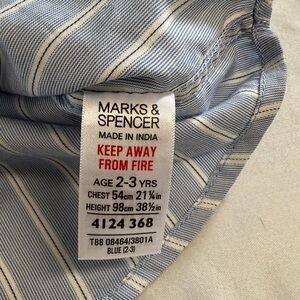 MARKS &
SPENCER
MADE IN INDIA
KEEP AWAY
FROM FIRE
AGE 2-3 YRS
CHEST 54cm 21¼in
HEIGHT 98cm 38½in
4124 368
T88 08464/3801A
BLUE (2-3)